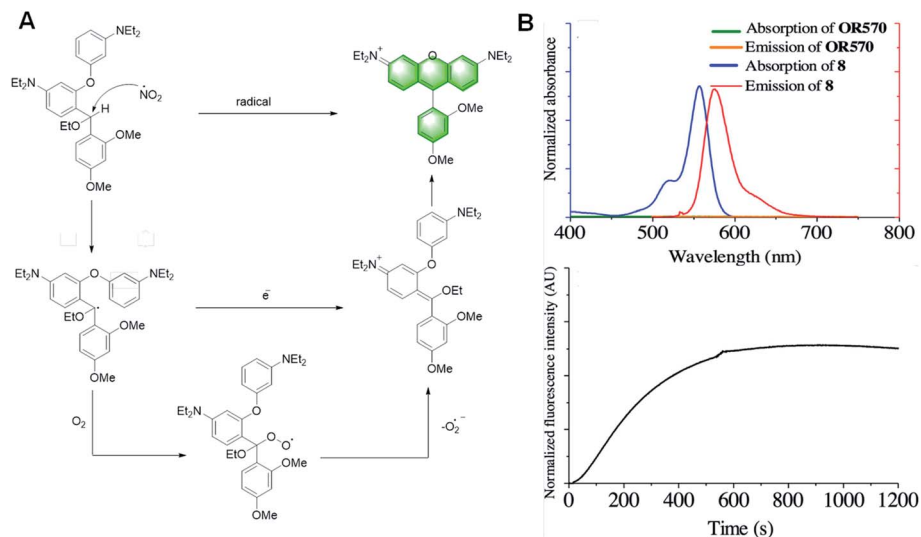 A
NEt₂
O
Et₂N
H
•NO₂
EtO
OMe
OMe
radical
Et₂N⁺
O
NEt₂
OMe
OMe
NEt₂
Et₂N⁺
O
OEt
OMe
OMe
Et₂N
O
NEt₂
EtO
OMe
OMe
e⁻
O₂
NEt₂
Et₂N
O
O
O•
EtO
OMe
OMe
-O₂•⁻
B
Absorption of OR570
Emission of OR570
Absorption of 8
Emission of 8
Normalized absorbance
400 500 600 700 800
Wavelength (nm)
Normalized fluorescence intensity (AU)
0 200 400 600 800 1000 1200
Time (s)